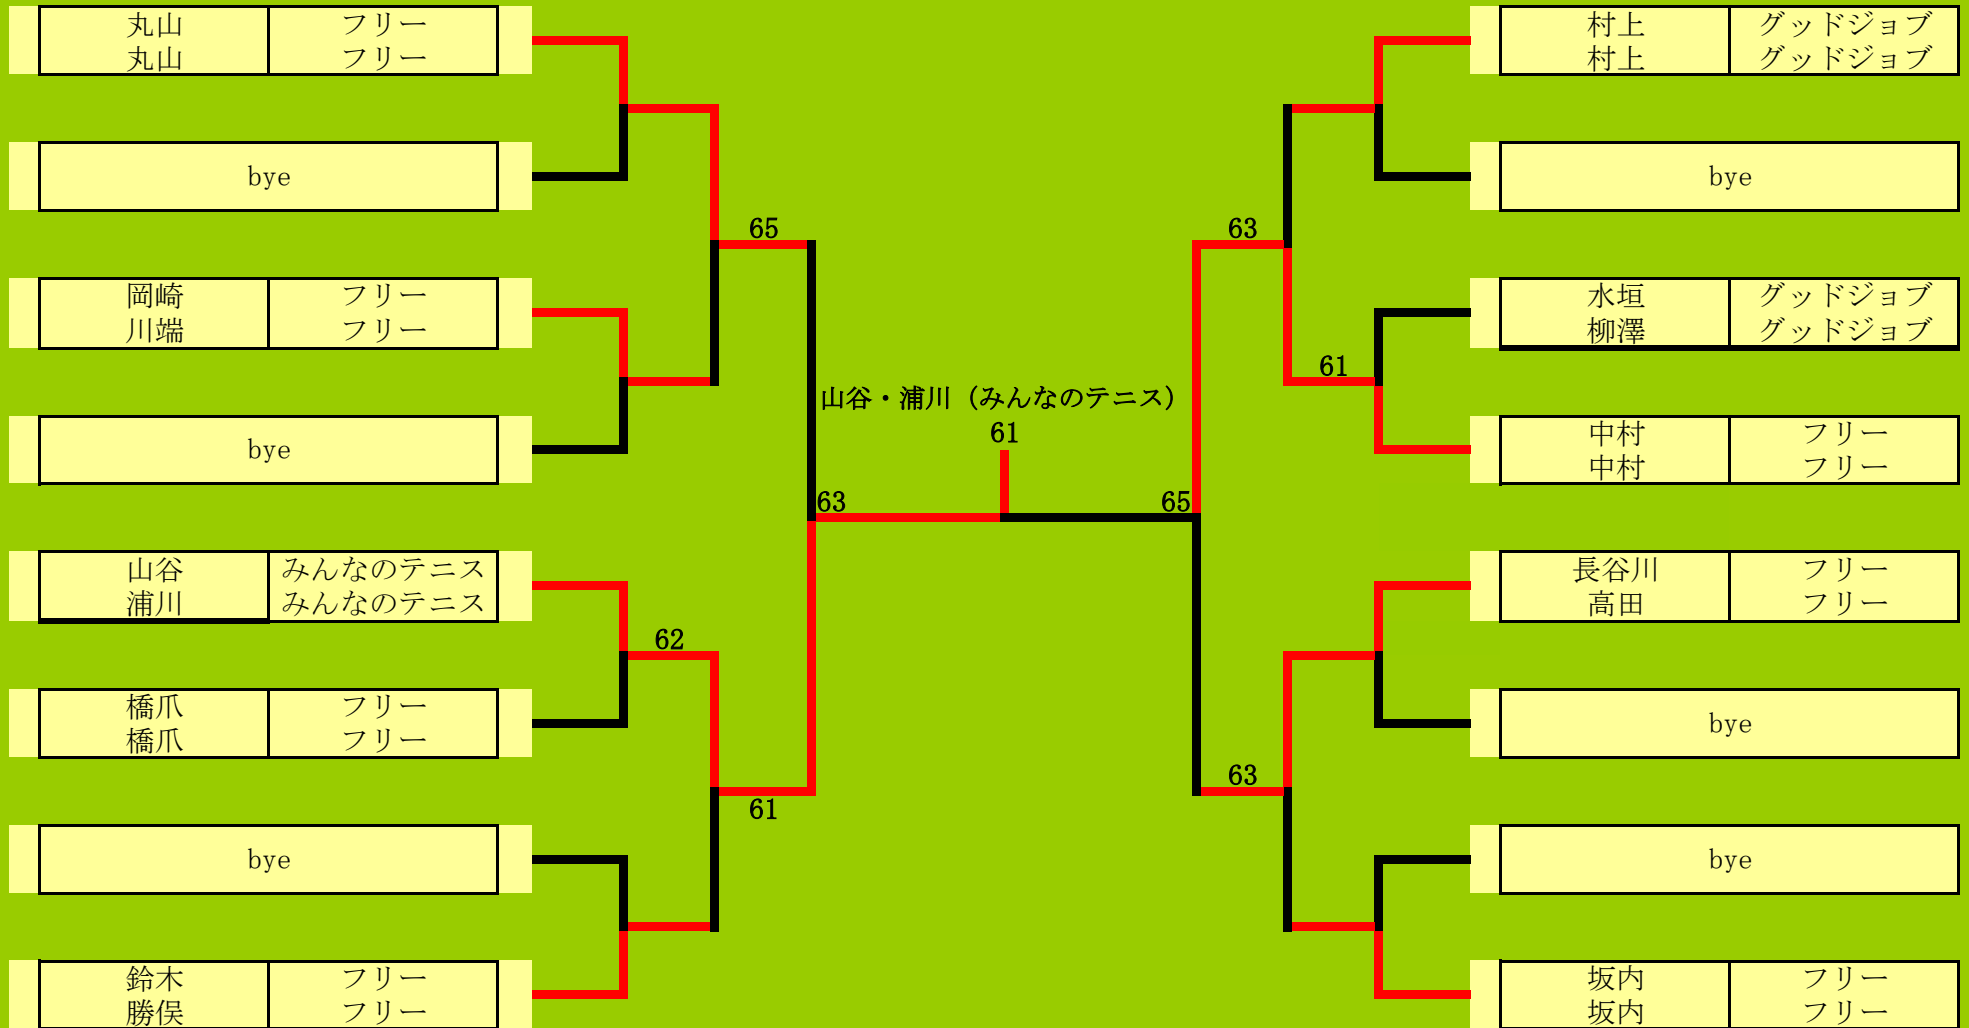 丸山 フリー
丸山 フリー
bye
65
岡崎 フリー
川端 フリー
bye
山谷 みんなのテニス
浦川 みんなのテニス
62
橋爪 フリー
橋爪 フリー
61
bye
鈴木 フリー
勝俣 フリー
山谷・浦川（みんなのテニス）
61
63
65
村上 グッドジョブ
村上 グッドジョブ
bye
63
水垣 グッドジョブ
柳澤 グッドジョブ
61
中村 フリー
中村 フリー
長谷川 フリー
高田 フリー
bye
63
bye
坂内 フリー
坂内 フリー